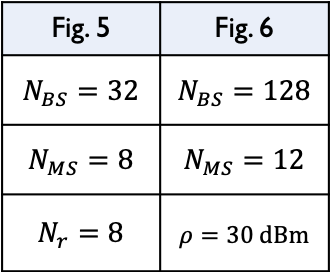 Fig. 5 Fig. 6
N_{BS} = 32 N_{BS} = 128
N_{MS} = 8 N_{MS} = 12
N_r = 8 ρ = 30 dBm